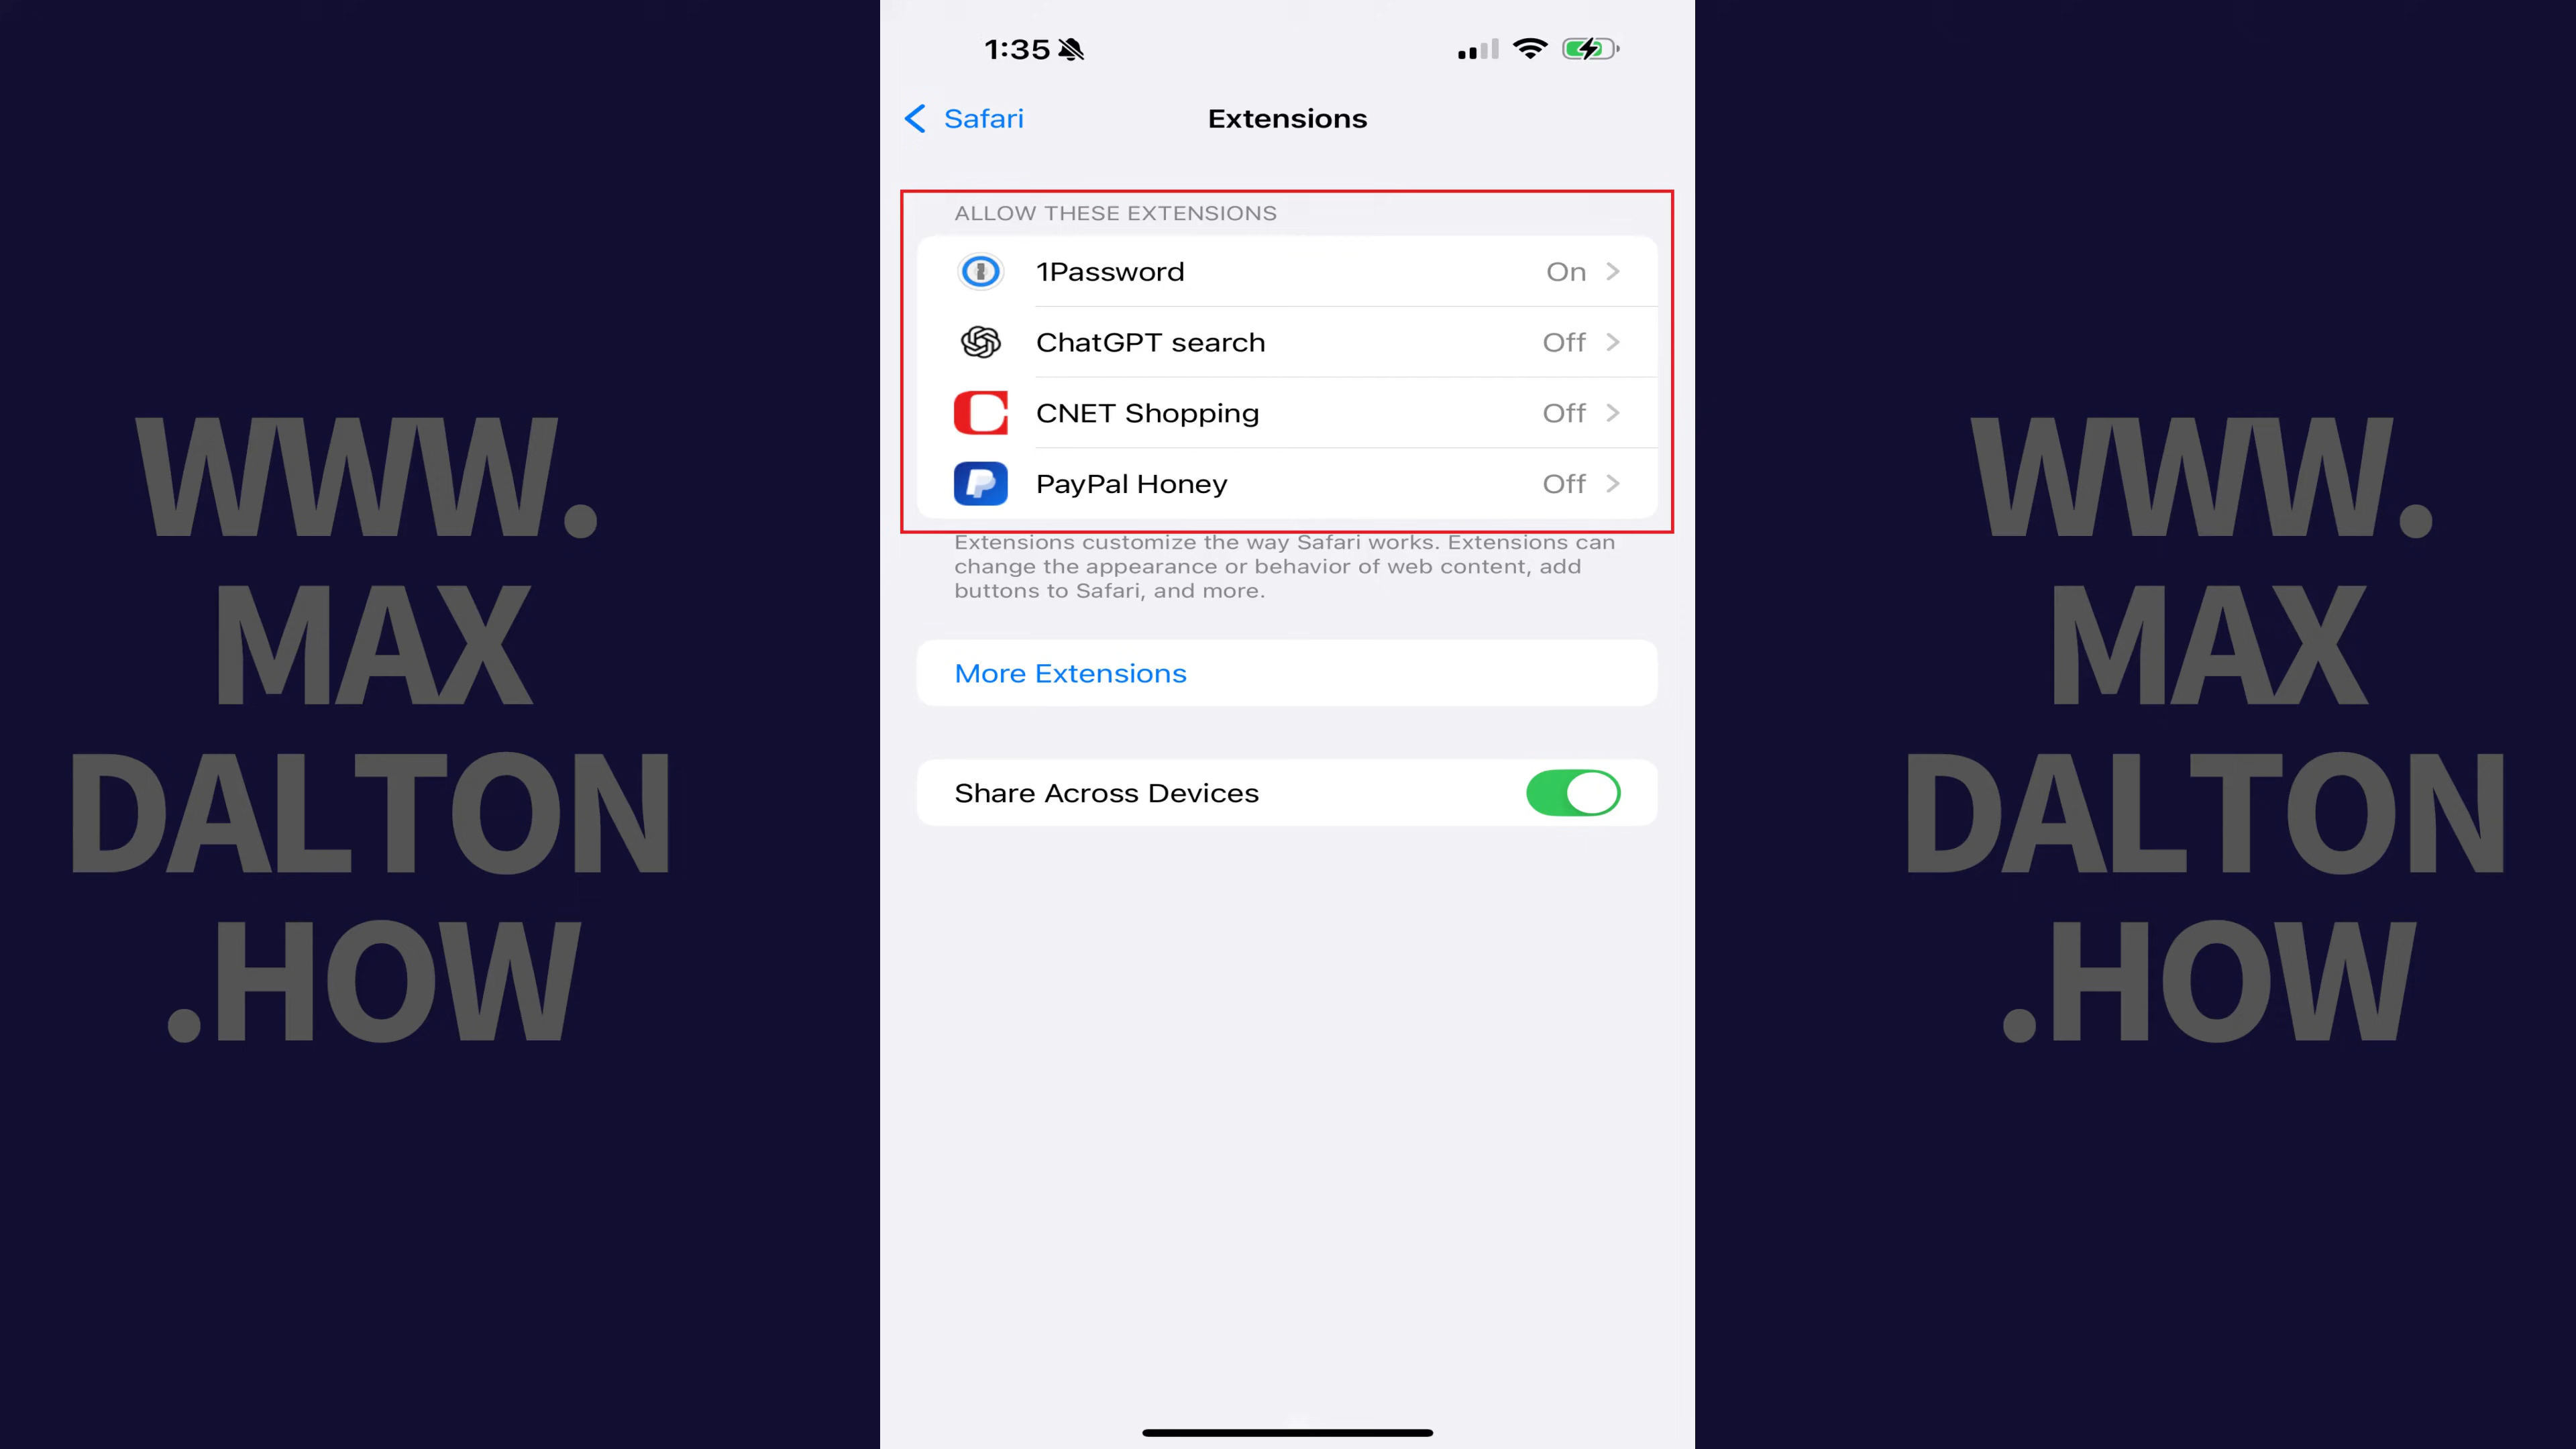 1:35
Safari
Extensions
ALLOW THESE EXTENSIONS
1Password On
ChatGPT search Off
CNET Shopping Off
PayPal Honey Off
Extensions customize the way Safari works. Extensions can
change the appearance or behavior of web content, add
buttons to Safari, and more.
More Extensions
Share Across Devices
WWW.
MAX
DALTON
.HOW
WWW.
MAX
DALTON
.HOW